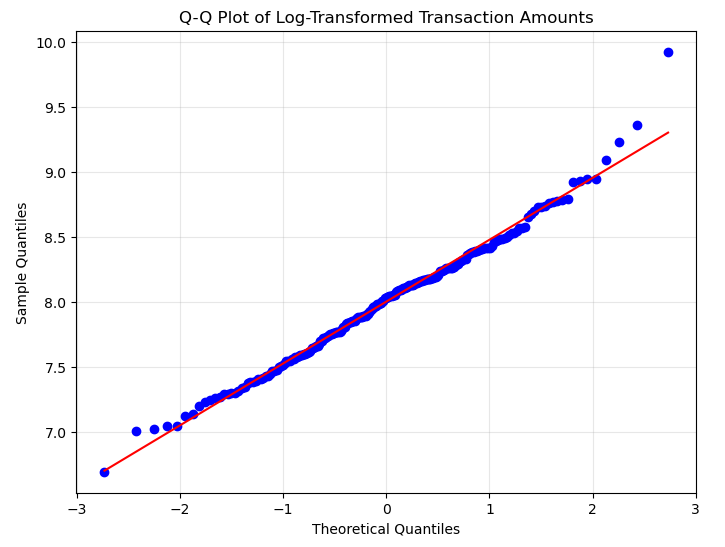 Q-Q Plot of Log-Transformed Transaction Amounts
10.0
9.5
9.0
8.5
8.0
7.5
7.0
Sample Quantiles
−3 −2 −1 0 1 2 3
Theoretical Quantiles